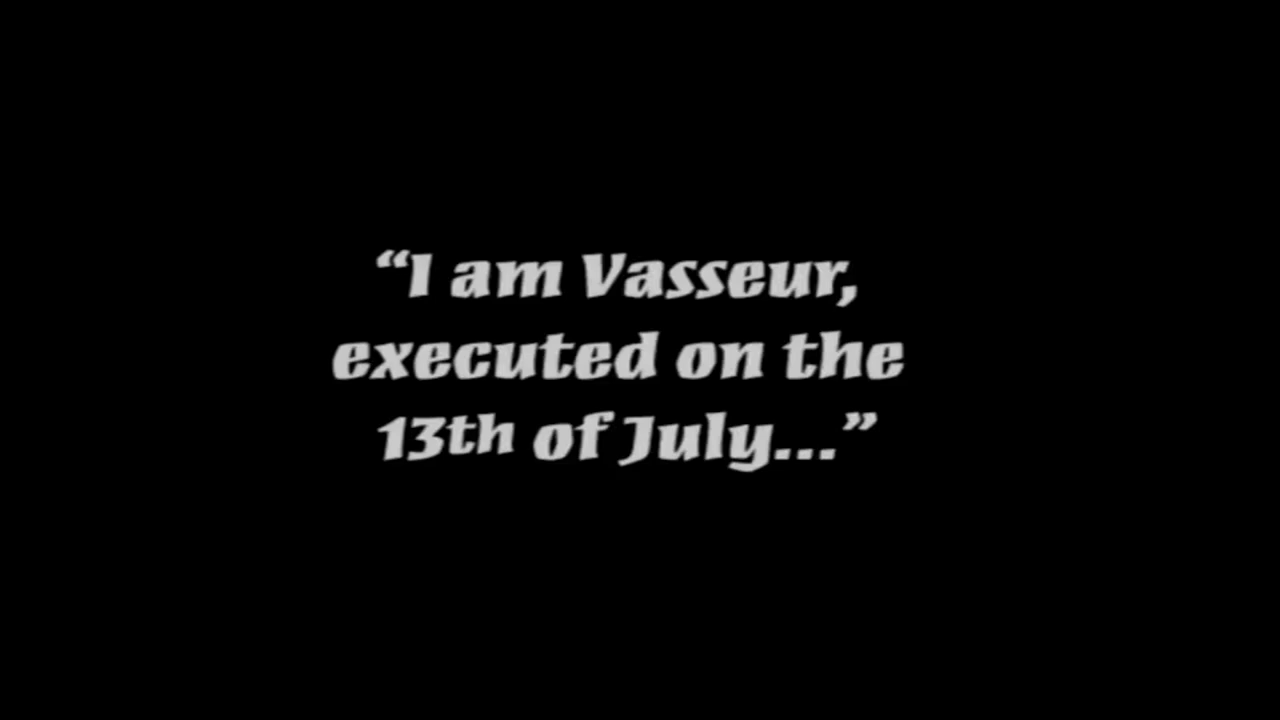 “I am Vasseur,
executed on the
13th of July...”